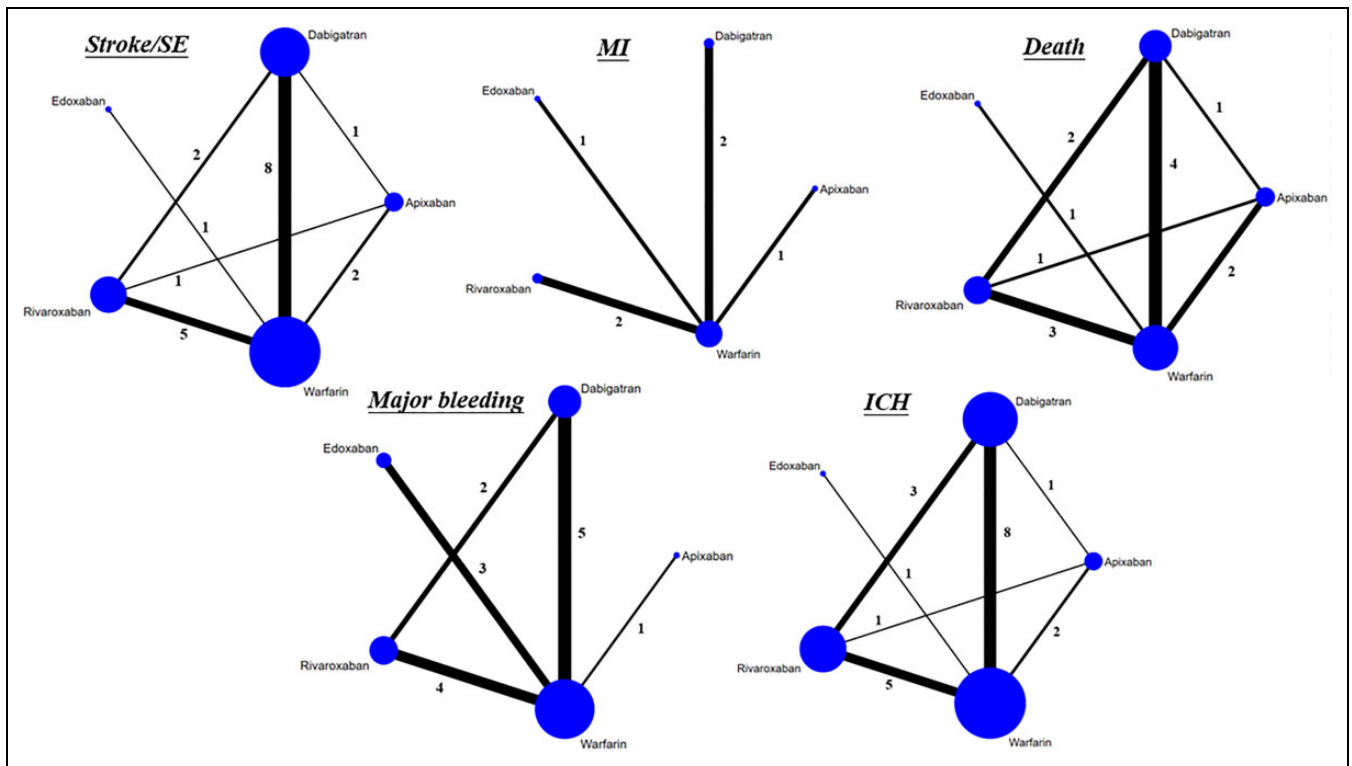 Stroke/SE
Dabigatran
Edoxaban
1
2
8
Apixaban
1
1
2
Rivaroxaban
5
Warfarin
MI
Dabigatran
Edoxaban
1
2
Apixaban
1
Rivaroxaban
2
Warfarin
Death
Dabigatran
Edoxaban
1
2
4
Apixaban
1
1
2
Rivaroxaban
3
Warfarin
Major bleeding
Dabigatran
Edoxaban
2
5
3
Apixaban
1
Rivaroxaban
4
Warfarin
ICH
Dabigatran
Edoxaban
3
1
8
Apixaban
1
1
2
Rivaroxaban
5
Warfarin